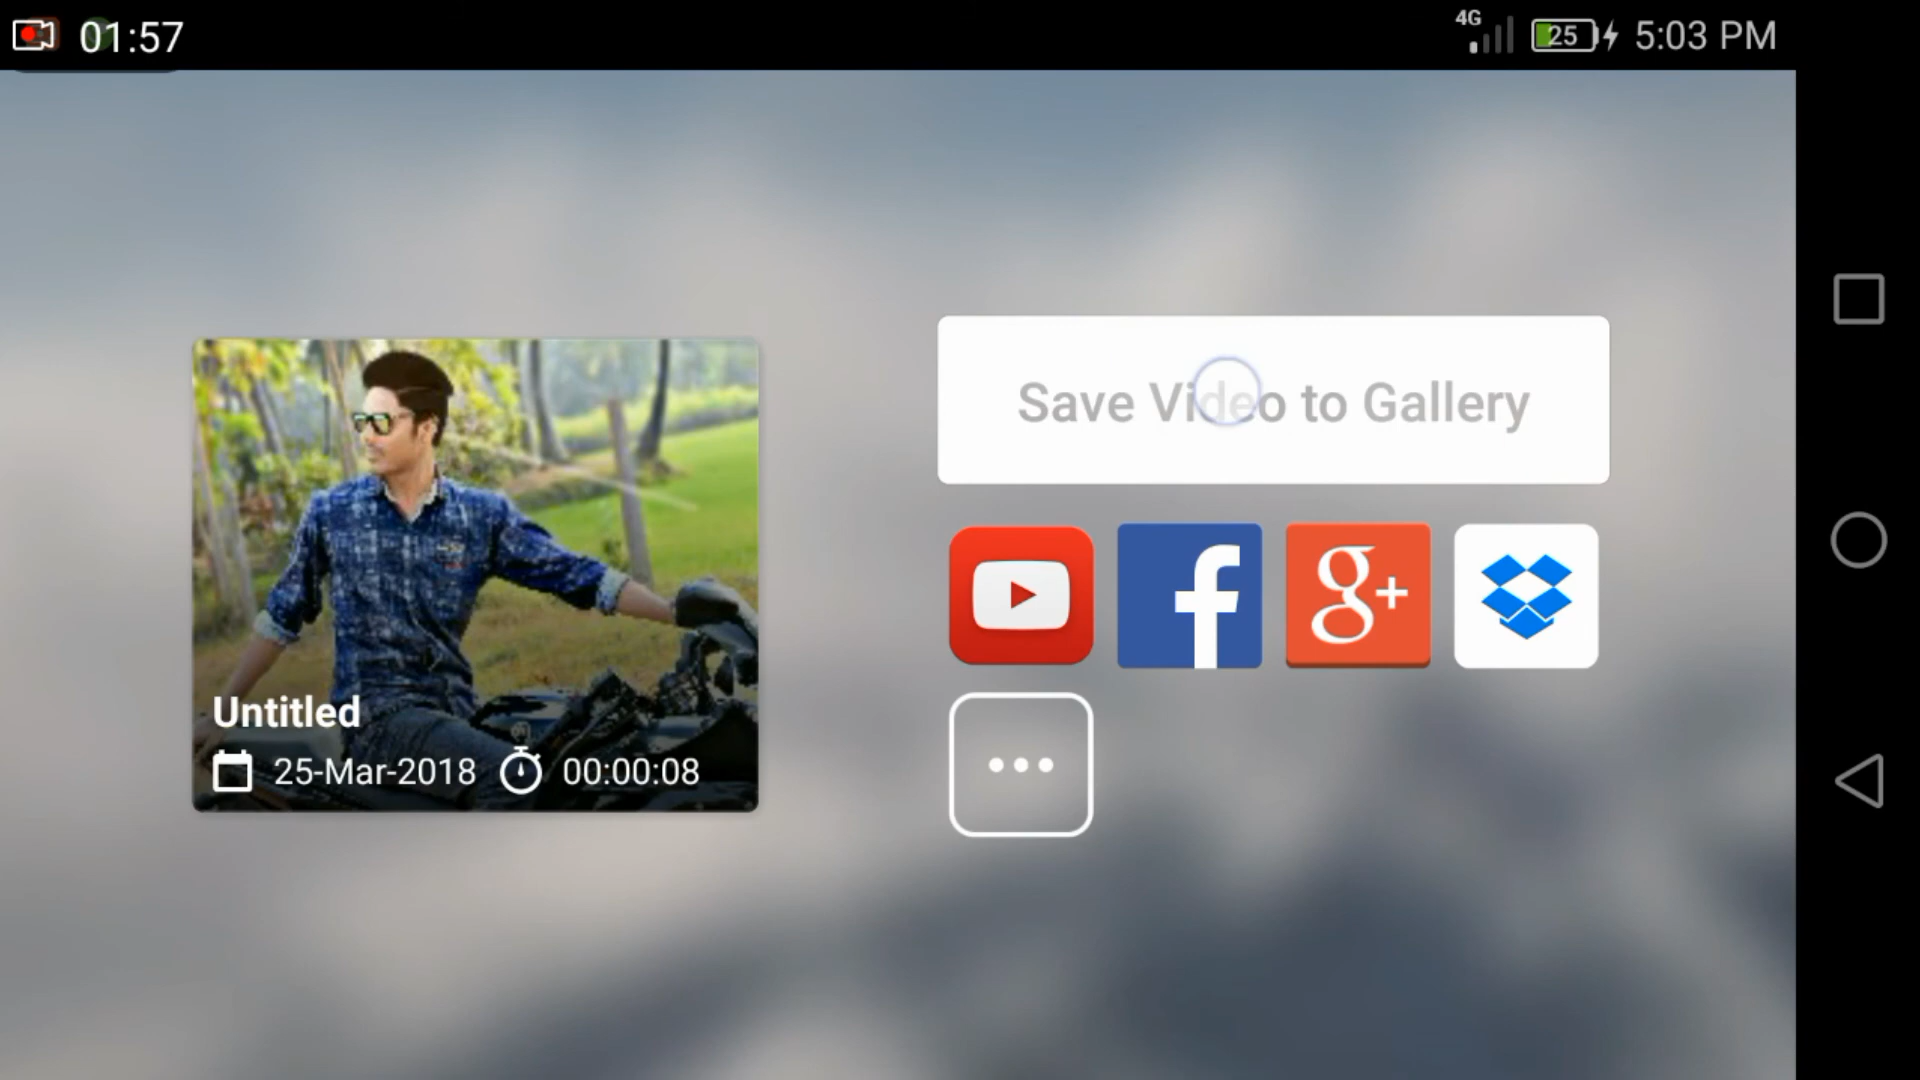 01:57
4G
25
5:03 PM
Save Video to Gallery
f
g+
Untitled
25-Mar-2018
00:00:08